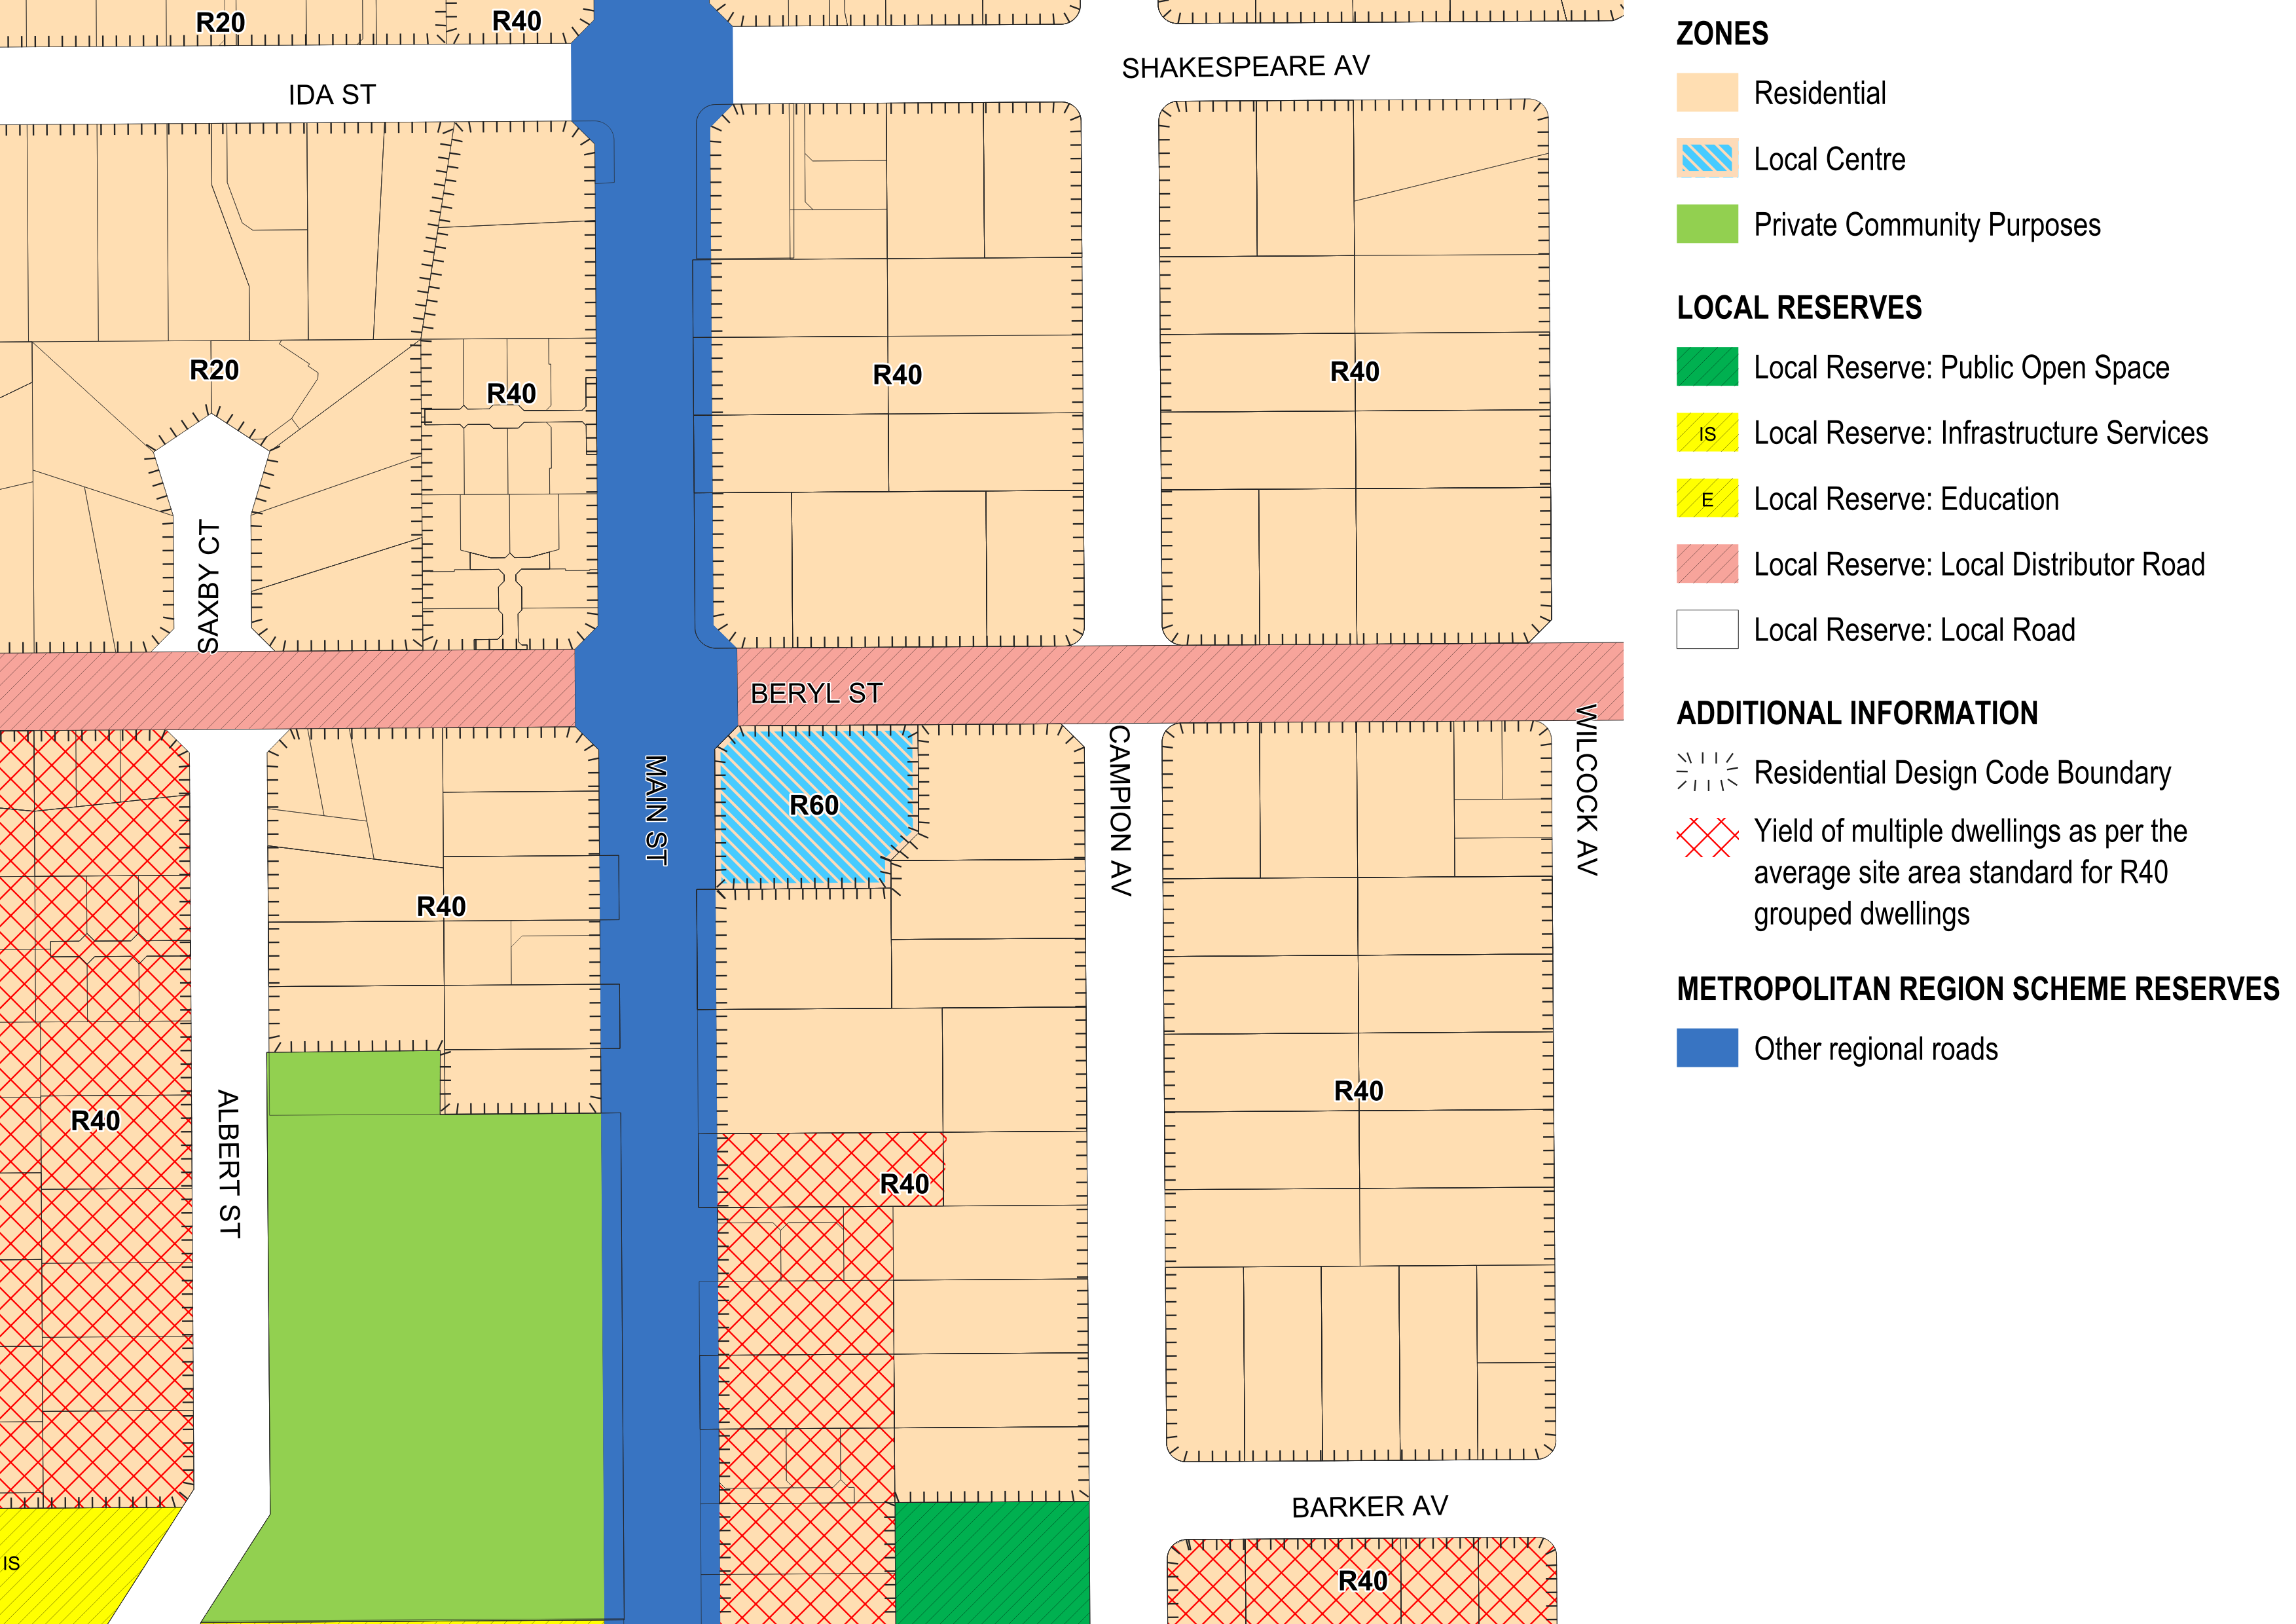 R20
R40
IDA ST
SHAKESPEARE AV
R20
R40
R40
R40
SAXBY CT
BERYL ST
MAIN ST
R60
CAMPION AV
WILCOCK AV
R40
R40
R40
ALBERT ST
R40
R40
IS
BARKER AV
R40
ZONES
Residential
Local Centre
Private Community Purposes
LOCAL RESERVES
Local Reserve: Public Open Space
IS Local Reserve: Infrastructure Services
E Local Reserve: Education
Local Reserve: Local Distributor Road
Local Reserve: Local Road
ADDITIONAL INFORMATION
Residential Design Code Boundary
Yield of multiple dwellings as per the
average site area standard for R40
grouped dwellings
METROPOLITAN REGION SCHEME RESERVES
Other regional roads